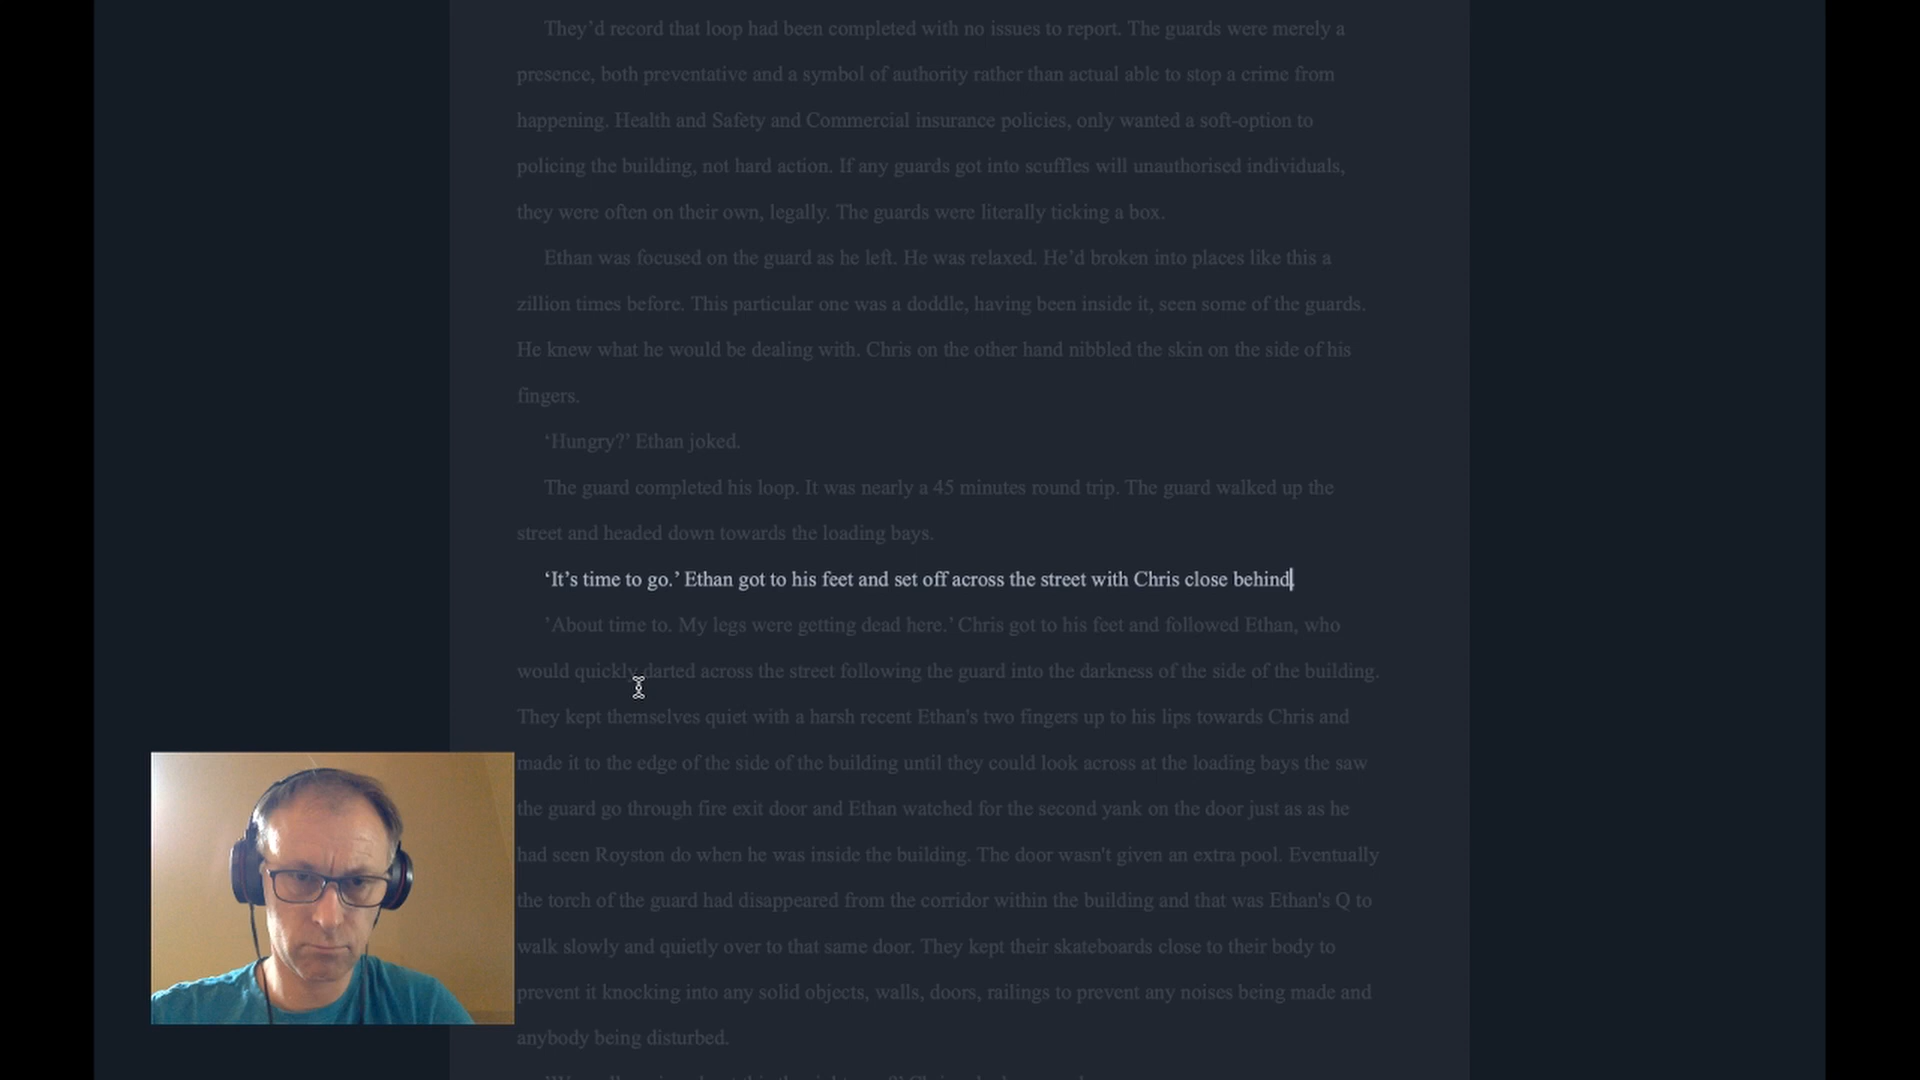 They’d record that loop had been completed with no issues to report. The guards were merely a
presence, both preventative and a symbol of authority rather than actual able to stop a crime from
happening. Health and Safety and Commercial insurance policies, only wanted a soft-option to
policing the building, not hard action. If any guards got into scuffles will unauthorised individuals,
they were often on their own, legally. The guards were literally ticking a box.
Ethan was focused on the guard as he left. He was relaxed. He’d broken into places like this a
zillion times before. This particular one was a doddle, having been inside it, seen some of the guards.
He knew what he would be dealing with. Chris on the other hand nibbled the skin on the side of his
fingers.
‘Hungry?’ Ethan joked.
The guard completed his loop. It was nearly a 45 minutes round trip. The guard walked up the
street and headed down towards the loading bays.
‘It’s time to go.’ Ethan got to his feet and set off across the street with Chris close behind.
’About time to. My legs were getting dead here.’ Chris got to his feet and followed Ethan, who
would quickly darted across the street following the guard into the darkness of the side of the building.
They kept themselves quiet with a harsh recent Ethan's two fingers up to his lips towards Chris and
made it to the edge of the side of the building until they could look across at the loading bays the saw
the guard go through fire exit door and Ethan watched for the second yank on the door just as as he
had seen Royston do when he was inside the building. The door wasn't given an extra pool. Eventually
the torch of the guard had disappeared from the corridor within the building and that was Ethan's Q to
walk slowly and quietly over to that same door. They kept their skateboards close to their body to
prevent it knocking into any solid objects, walls, doors, railings to prevent any noises being made and
anybody being disturbed.